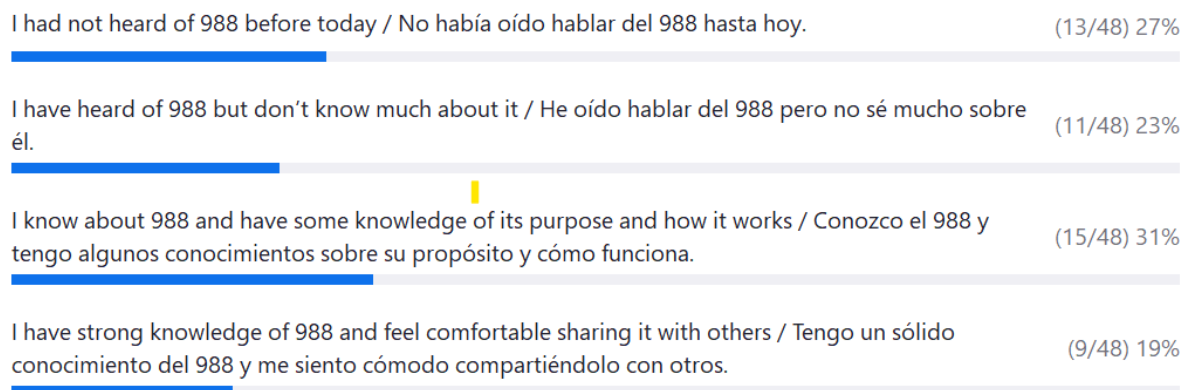 I had not heard of 988 before today / No había oído hablar del 988 hasta hoy.
(13/48) 27%
I have heard of 988 but don’t know much about it / He oído hablar del 988 pero no sé mucho sobre
él.
(11/48) 23%
I know about 988 and have some knowledge of its purpose and how it works / Conozco el 988 y
tengo algunos conocimientos sobre su propósito y cómo funciona.
(15/48) 31%
I have strong knowledge of 988 and feel comfortable sharing it with others / Tengo un sólido
conocimiento del 988 y me siento cómodo compartiéndolo con otros.
(9/48) 19%